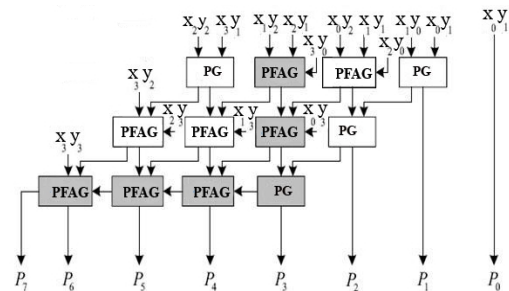 x₀y₁
x₂y₂ x₃y₁ x₁y₂ x₂y₁ x₀y₂ x₁y₁ x₁y₀ x₀y₁
x₃y₀ x₂y₀
PG PFAG PFAG PG
x₃y₂
x₂y₃ x₁y₃ x₀y₃
PFAG PFAG PFAG PG
x₃y₃
PFAG PFAG PFAG PG
P₇ P₆ P₅ P₄ P₃ P₂ P₁ P₀